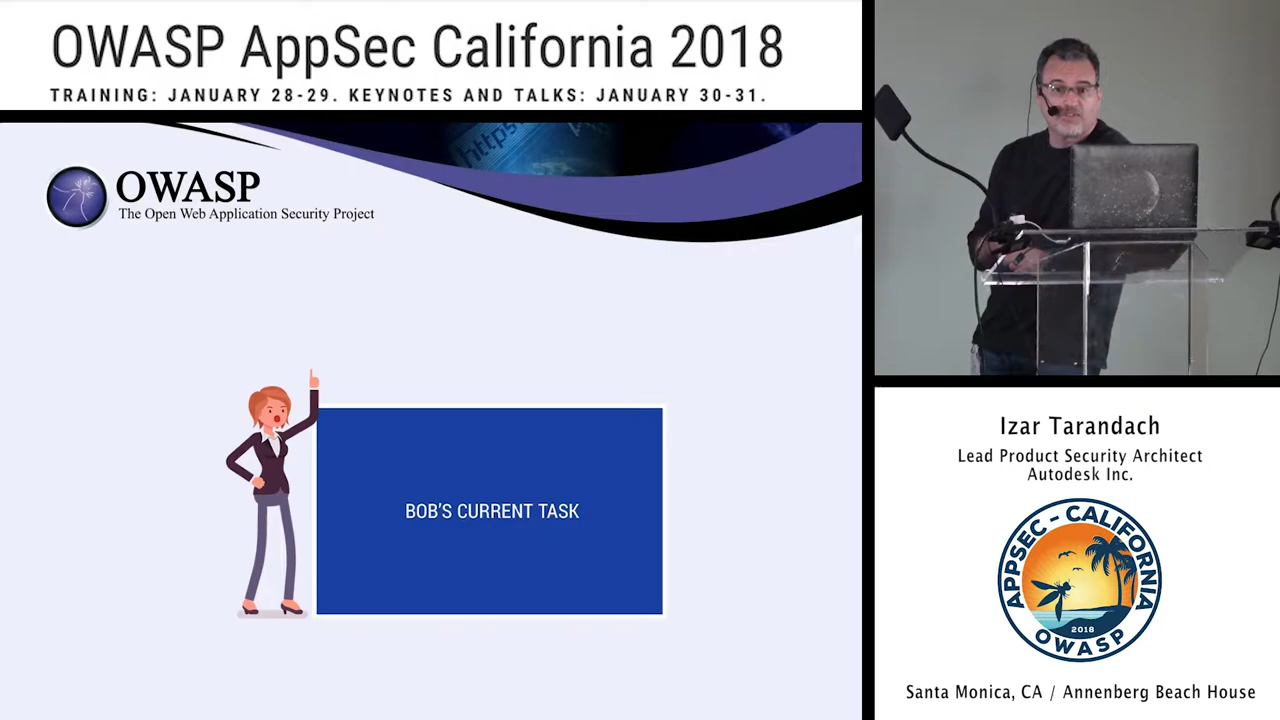 OWASP AppSec California 2018
TRAINING: JANUARY 28-29. KEYNOTES AND TALKS: JANUARY 30-31.
https
OWASP
The Open Web Application Security Project
BOB'S CURRENT TASK
Izar Tarandach
Lead Product Security Architect
Autodesk Inc.
APPSEC - CALIFORNIA
2018
OWASP
Santa Monica, CA / Annenberg Beach House